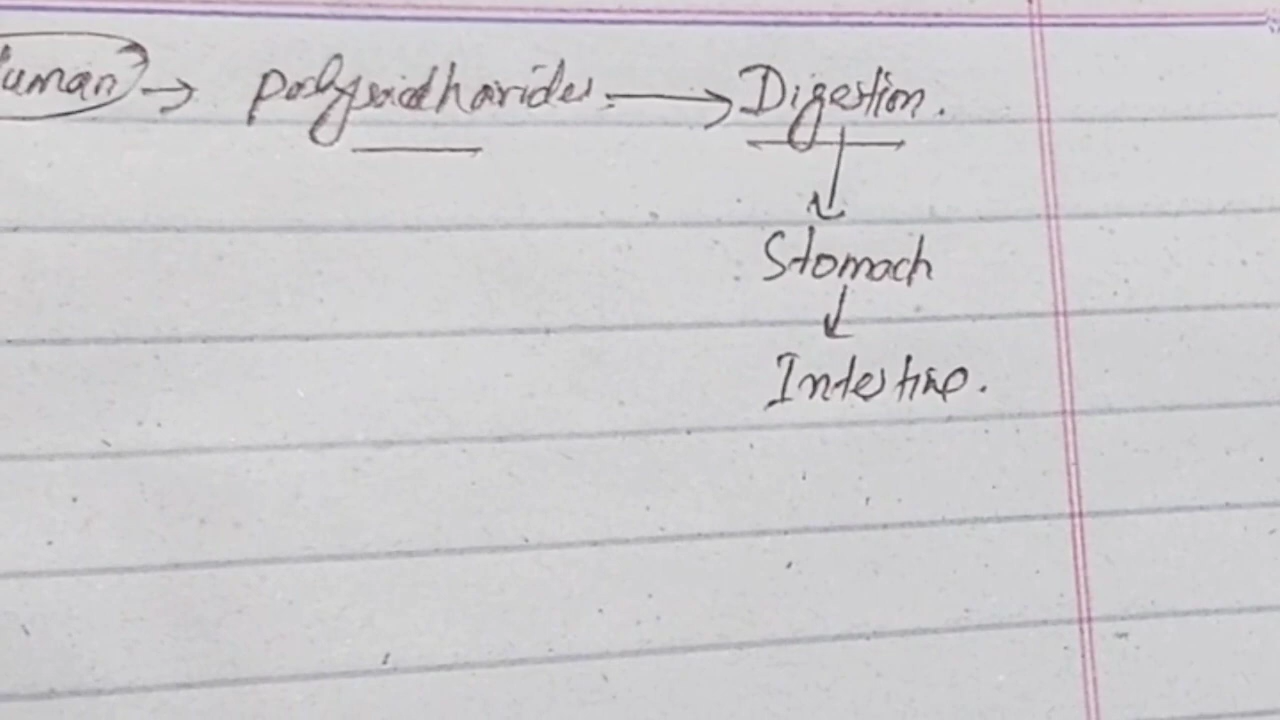 uman → polysaccharides. → Digestion.
↓
Stomach
↓
Intestine.